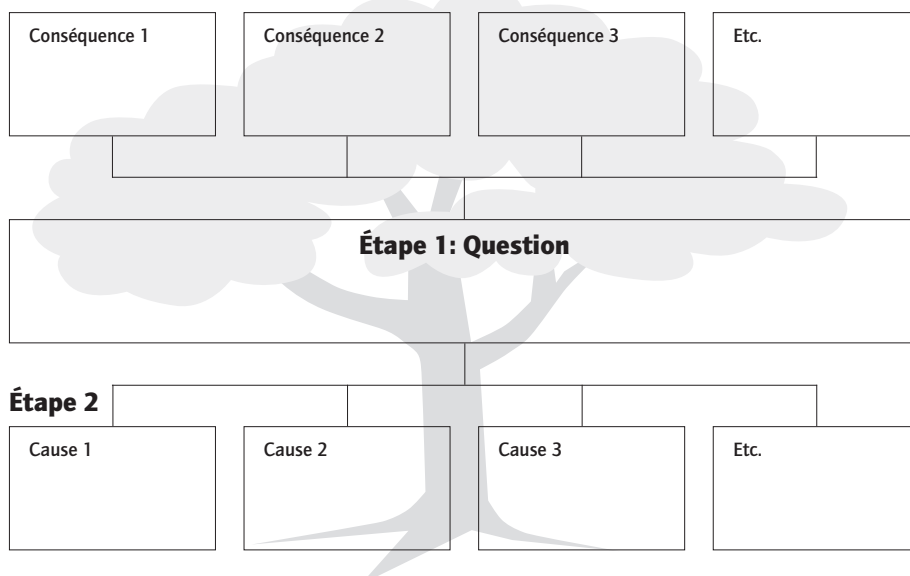 Conséquence 1
Conséquence 2
Conséquence 3
Etc.
Étape 1: Question
Étape 2
Cause 1
Cause 2
Cause 3
Etc.